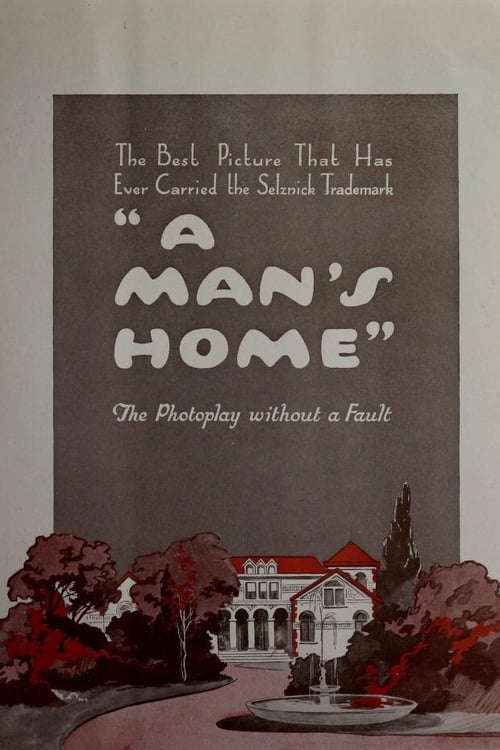 The Best Picture That Has
Ever Carried the Selznick Trademark
"A
MAN'S
HOME"
The Photoplay without a Fault